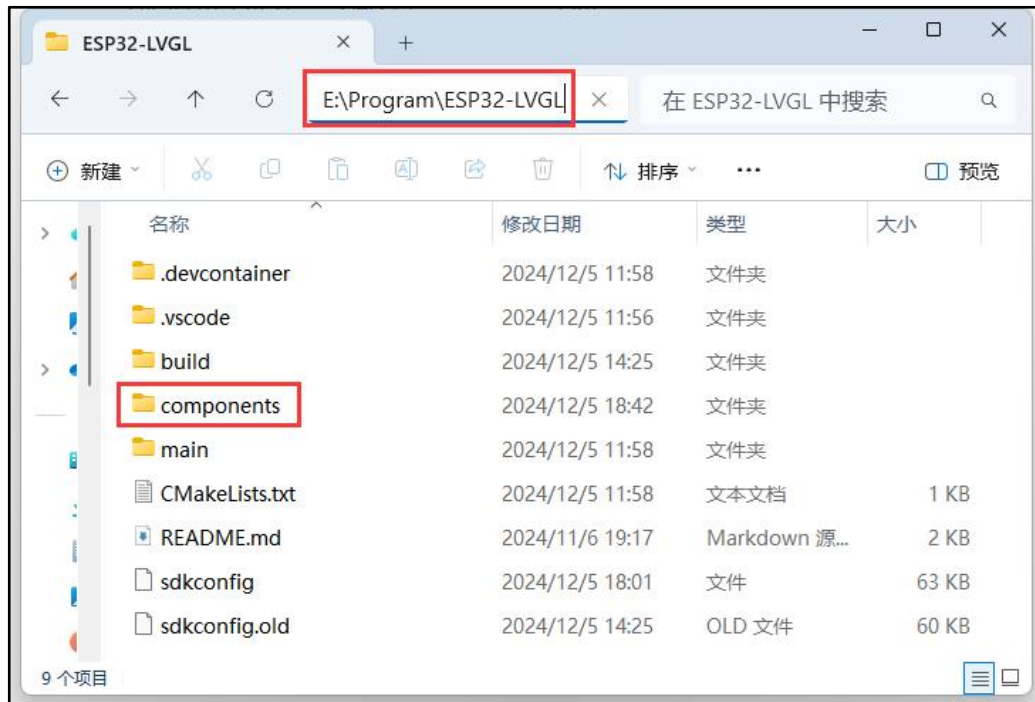 ESP32-LVGL
E:\Program\ESP32-LVGL 在 ESP32-LVGL 中搜索
新建 排序 ... 预览
名称 修改日期 类型 大小
.devcontainer 2024/12/5 11:58 文件夹
.vscode 2024/12/5 11:56 文件夹
build 2024/12/5 14:25 文件夹
components 2024/12/5 18:42 文件夹
main 2024/12/5 11:58 文件夹
CMakeLists.txt 2024/12/5 11:58 文本文档 1 KB
README.md 2024/11/6 19:17 Markdown 源... 2 KB
sdkconfig 2024/12/5 18:01 文件 63 KB
sdkconfig.old 2024/12/5 14:25 OLD 文件 60 KB
9 个项目